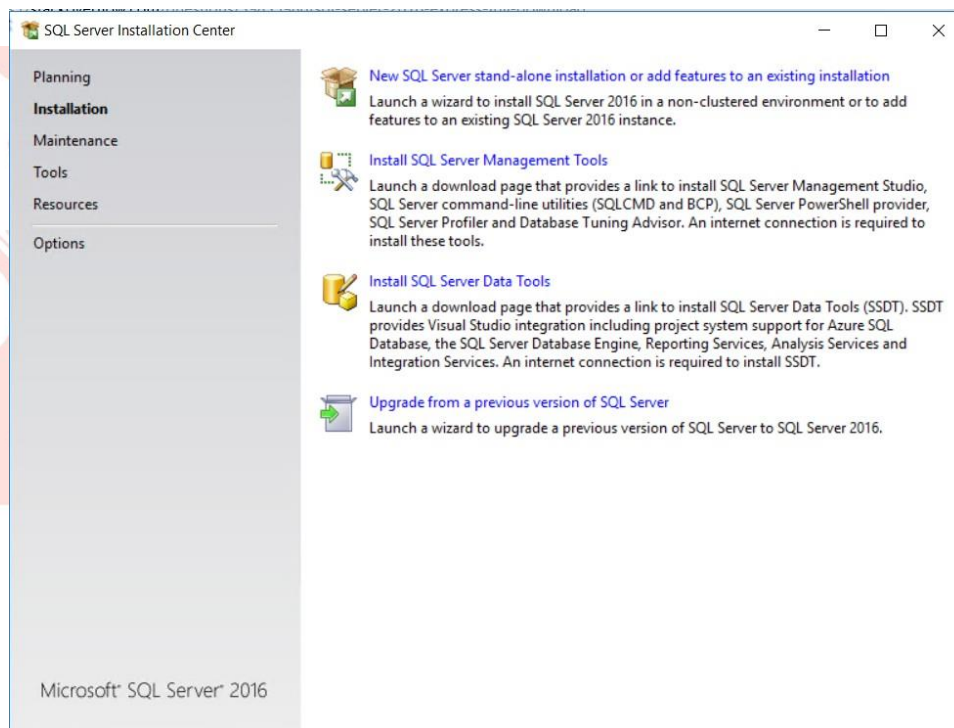 SQL Server Installation Center
Planning
Installation
Maintenance
Tools
Resources
Options
New SQL Server stand-alone installation or add features to an existing installation
Launch a wizard to install SQL Server 2016 in a non-clustered environment or to add
features to an existing SQL Server 2016 instance.
Install SQL Server Management Tools
Launch a download page that provides a link to install SQL Server Management Studio,
SQL Server command-line utilities (SQLCMD and BCP), SQL Server PowerShell provider,
SQL Server Profiler and Database Tuning Advisor. An internet connection is required to
install these tools.
Install SQL Server Data Tools
Launch a download page that provides a link to install SQL Server Data Tools (SSDT). SSDT
provides Visual Studio integration including project system support for Azure SQL
Database, the SQL Server Database Engine, Reporting Services, Analysis Services and
Integration Services. An internet connection is required to install SSDT.
Upgrade from a previous version of SQL Server
Launch a wizard to upgrade a previous version of SQL Server to SQL Server 2016.
Microsoft® SQL Server® 2016